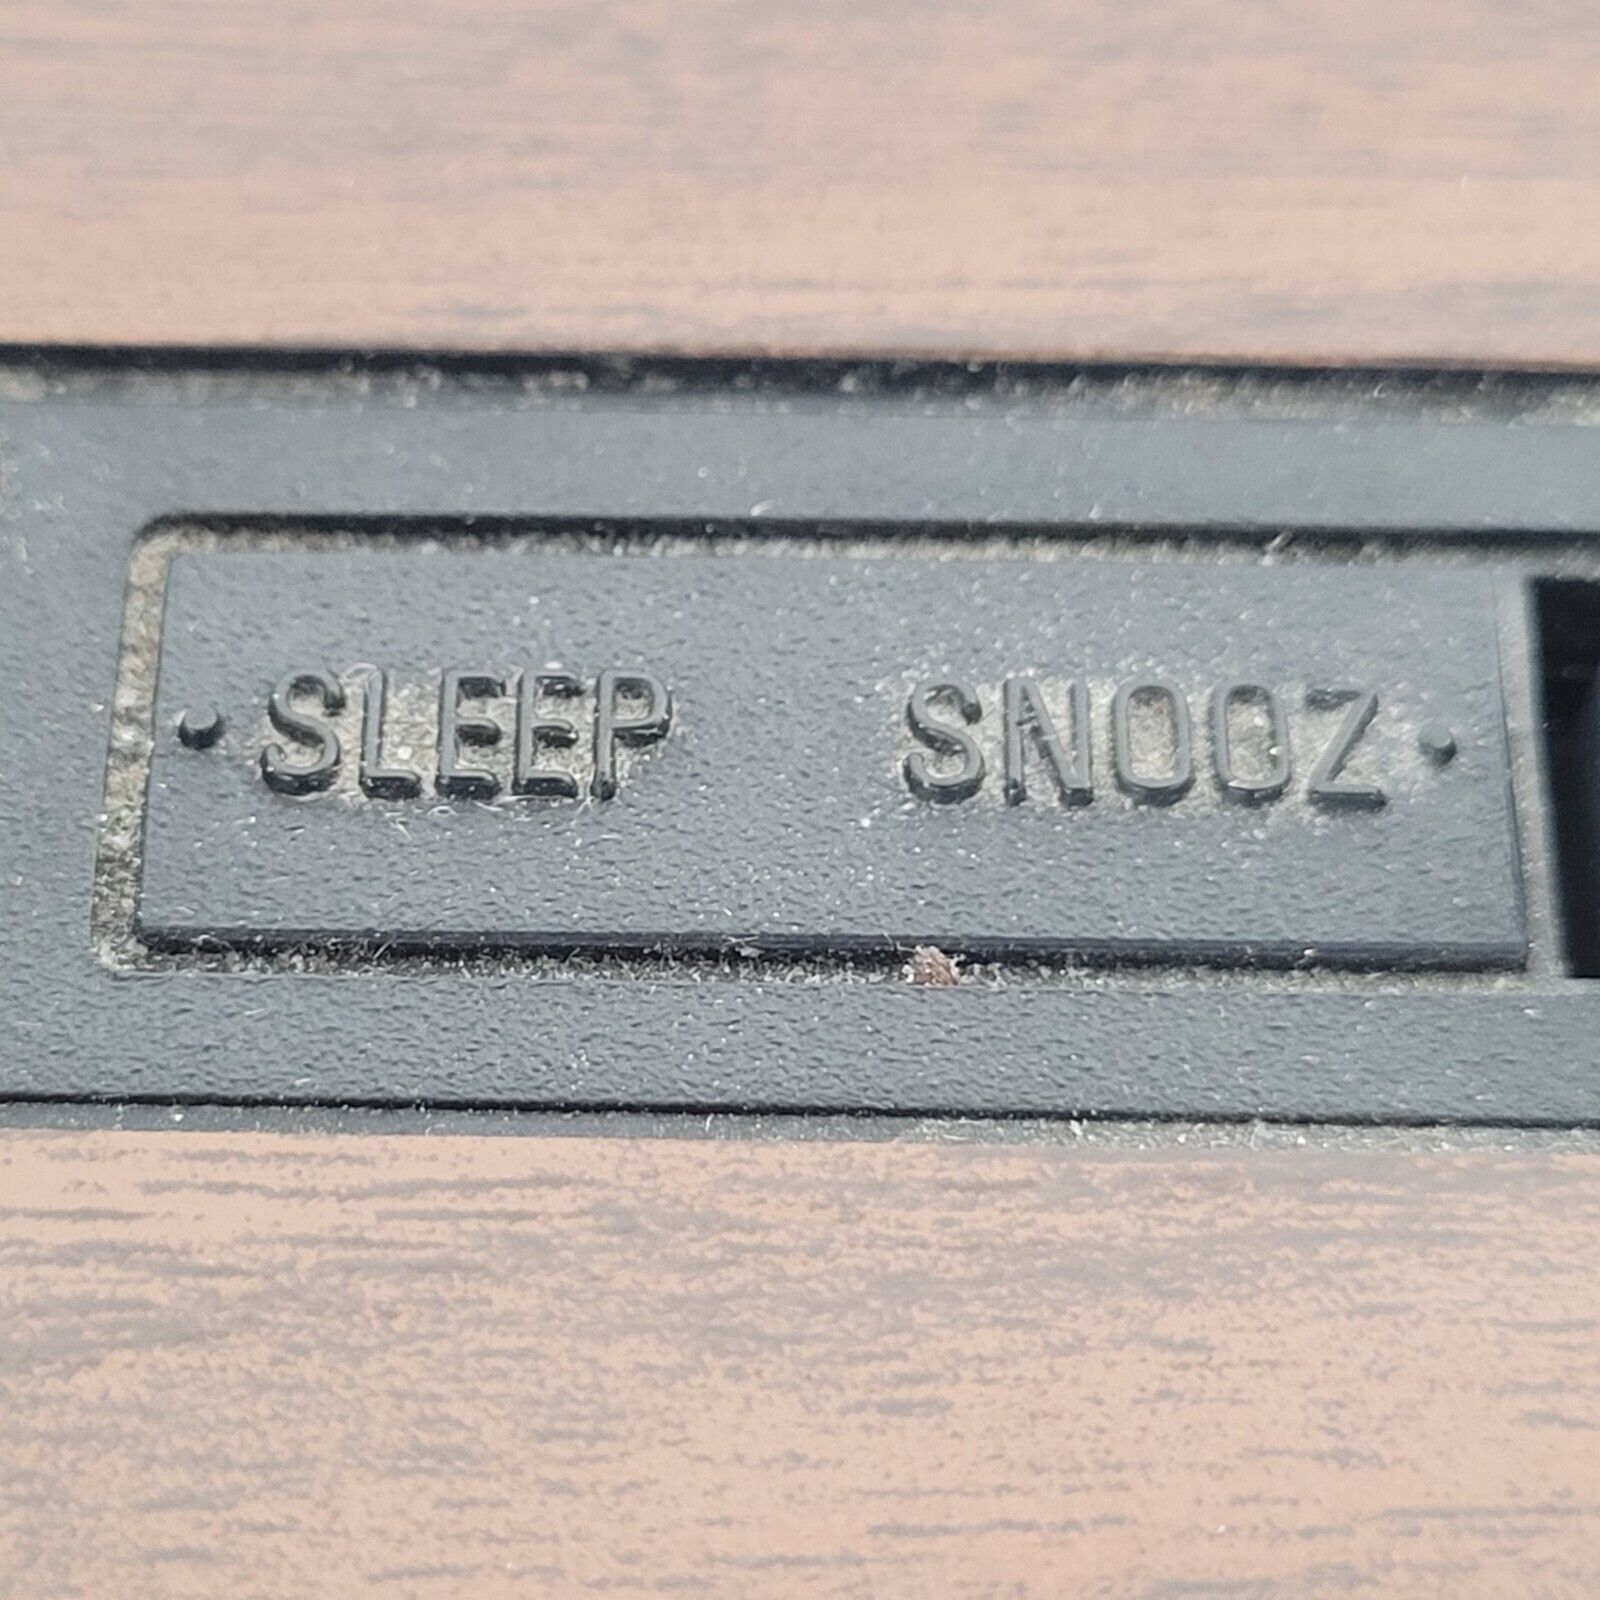 • SLEEP SNOOZ •